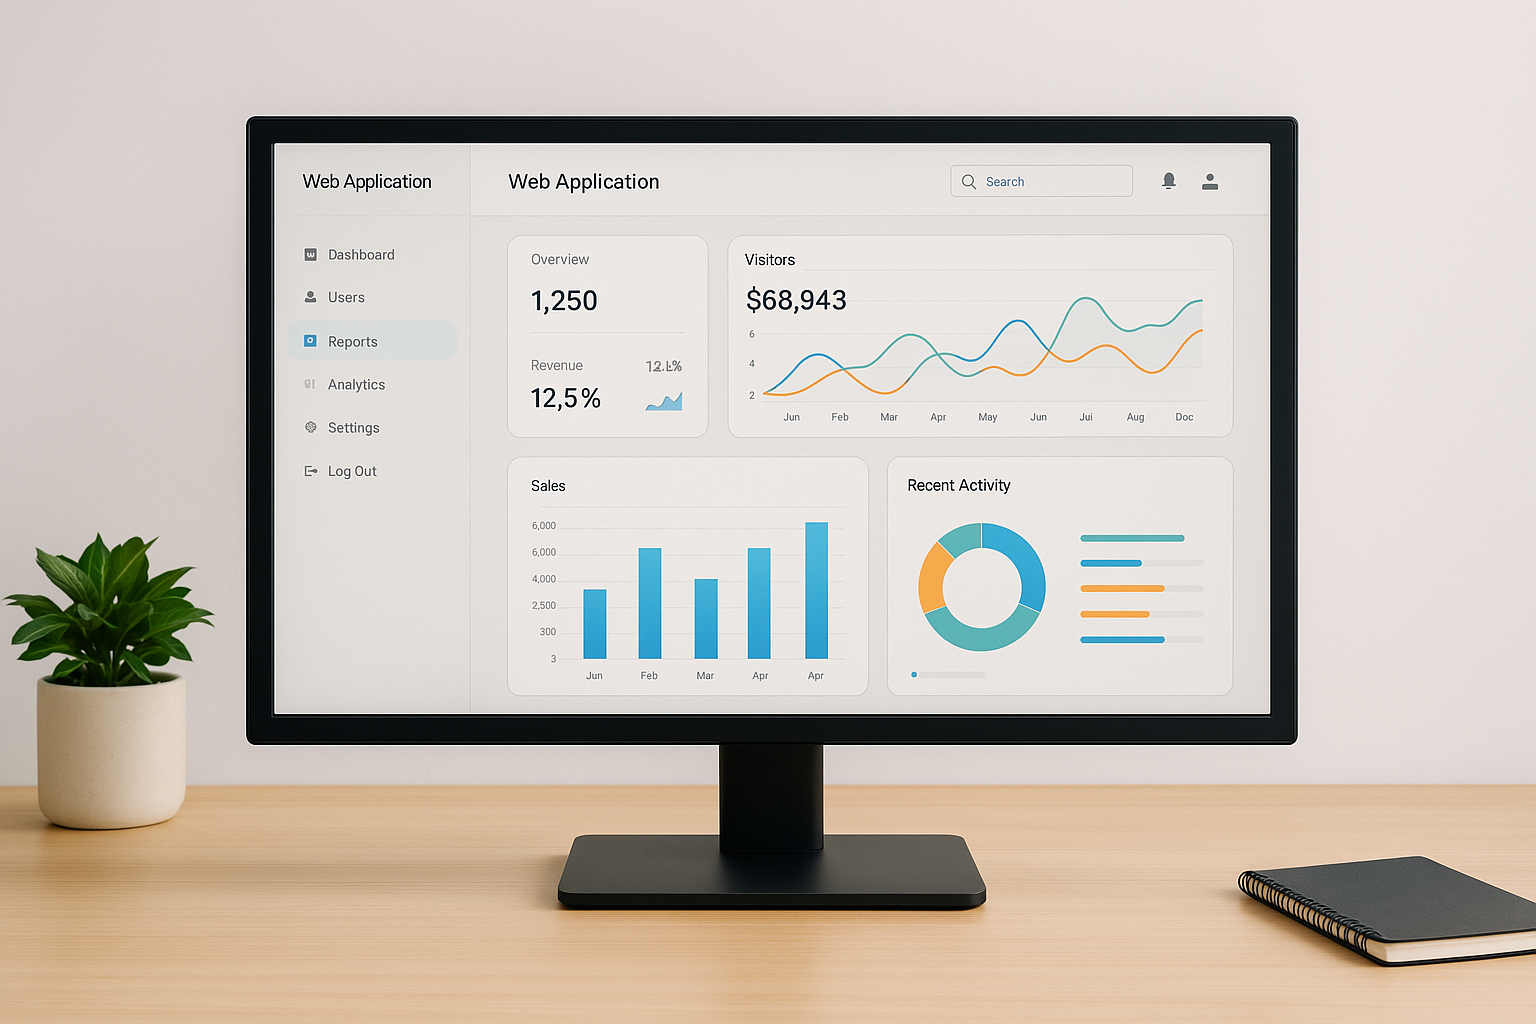 Web Application
Dashboard
Users
Reports
Analytics
Settings
Log Out
Web Application
Search
Overview
1,250
Revenue
12,5%
Visitors
$68,943
6
4
2
Jun Feb Mar Apr May Jun Jui Aug Doc
Sales
6,000
6,000
4,000
2,500
300
3
Jun Feb Mar Apr Apr
Recent Activity